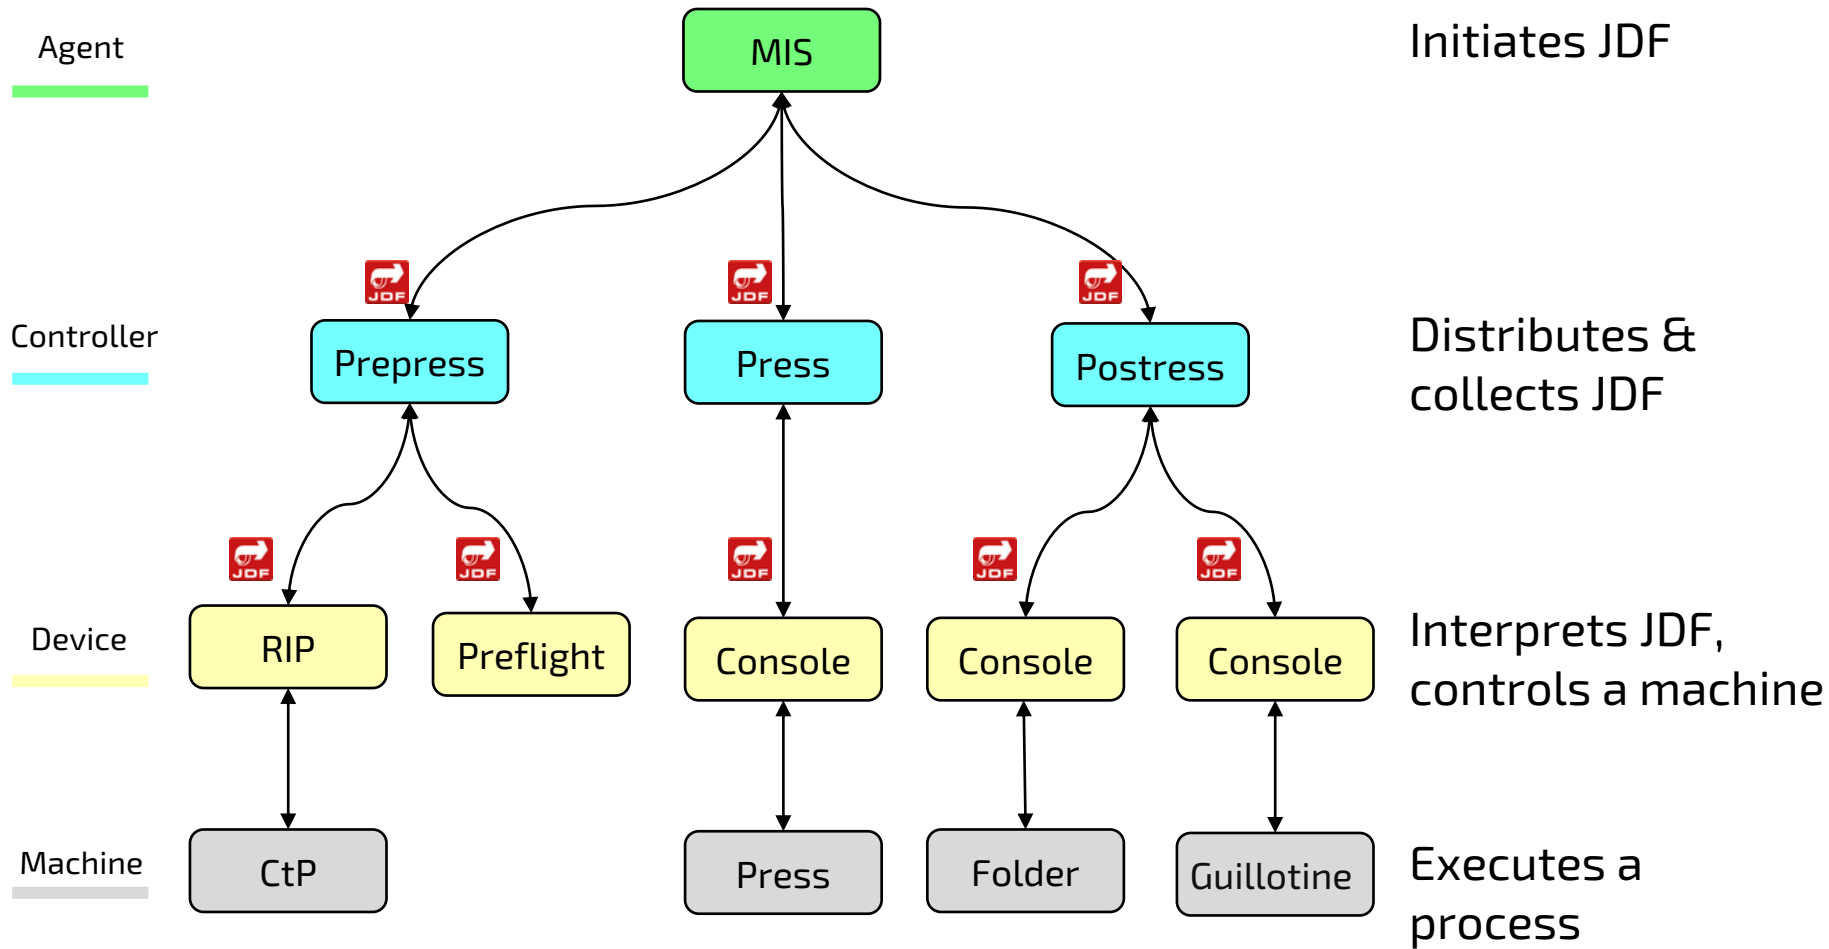 Agent
MIS
Initiates JDF
JDF
JDF
JDF
Controller
Prepress
Press
Postress
Distributes &
collects JDF
JDF
JDF
JDF
JDF
JDF
Device
RIP
Preflight
Console
Console
Console
Interprets JDF,
controls a machine
Machine
CtP
Press
Folder
Guillotine
Executes a
process